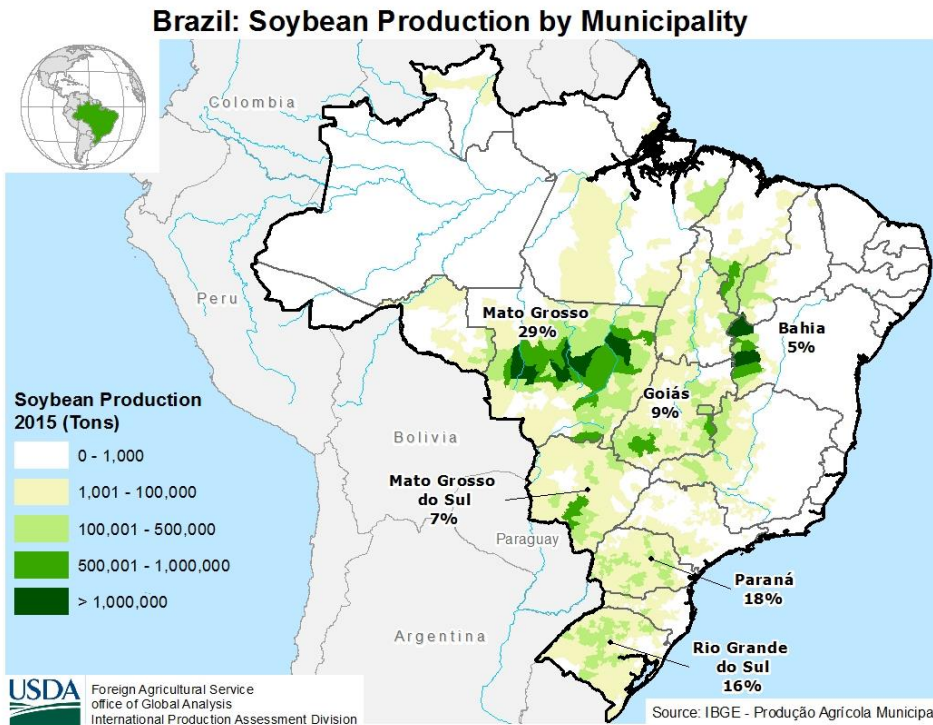 Brazil: Soybean Production by Municipality
Colombia
Peru
Mato Grosso
29%
Bahia
5%
Goiás
9%
Soybean Production
2015 (Tons)
0 - 1,000
1,001 - 100,000
100,001 - 500,000
500,001 - 1,000,000
> 1,000,000
Bolivia
Mato Grosso
do Sul
7%
Paraguay
Paraná
18%
Argentina
Rio Grande
do Sul
16%
USDA
Foreign Agricultural Service
office of Global Analysis
International Production Assessment Division
Source: IBGE - Produção Agrícola Municipa